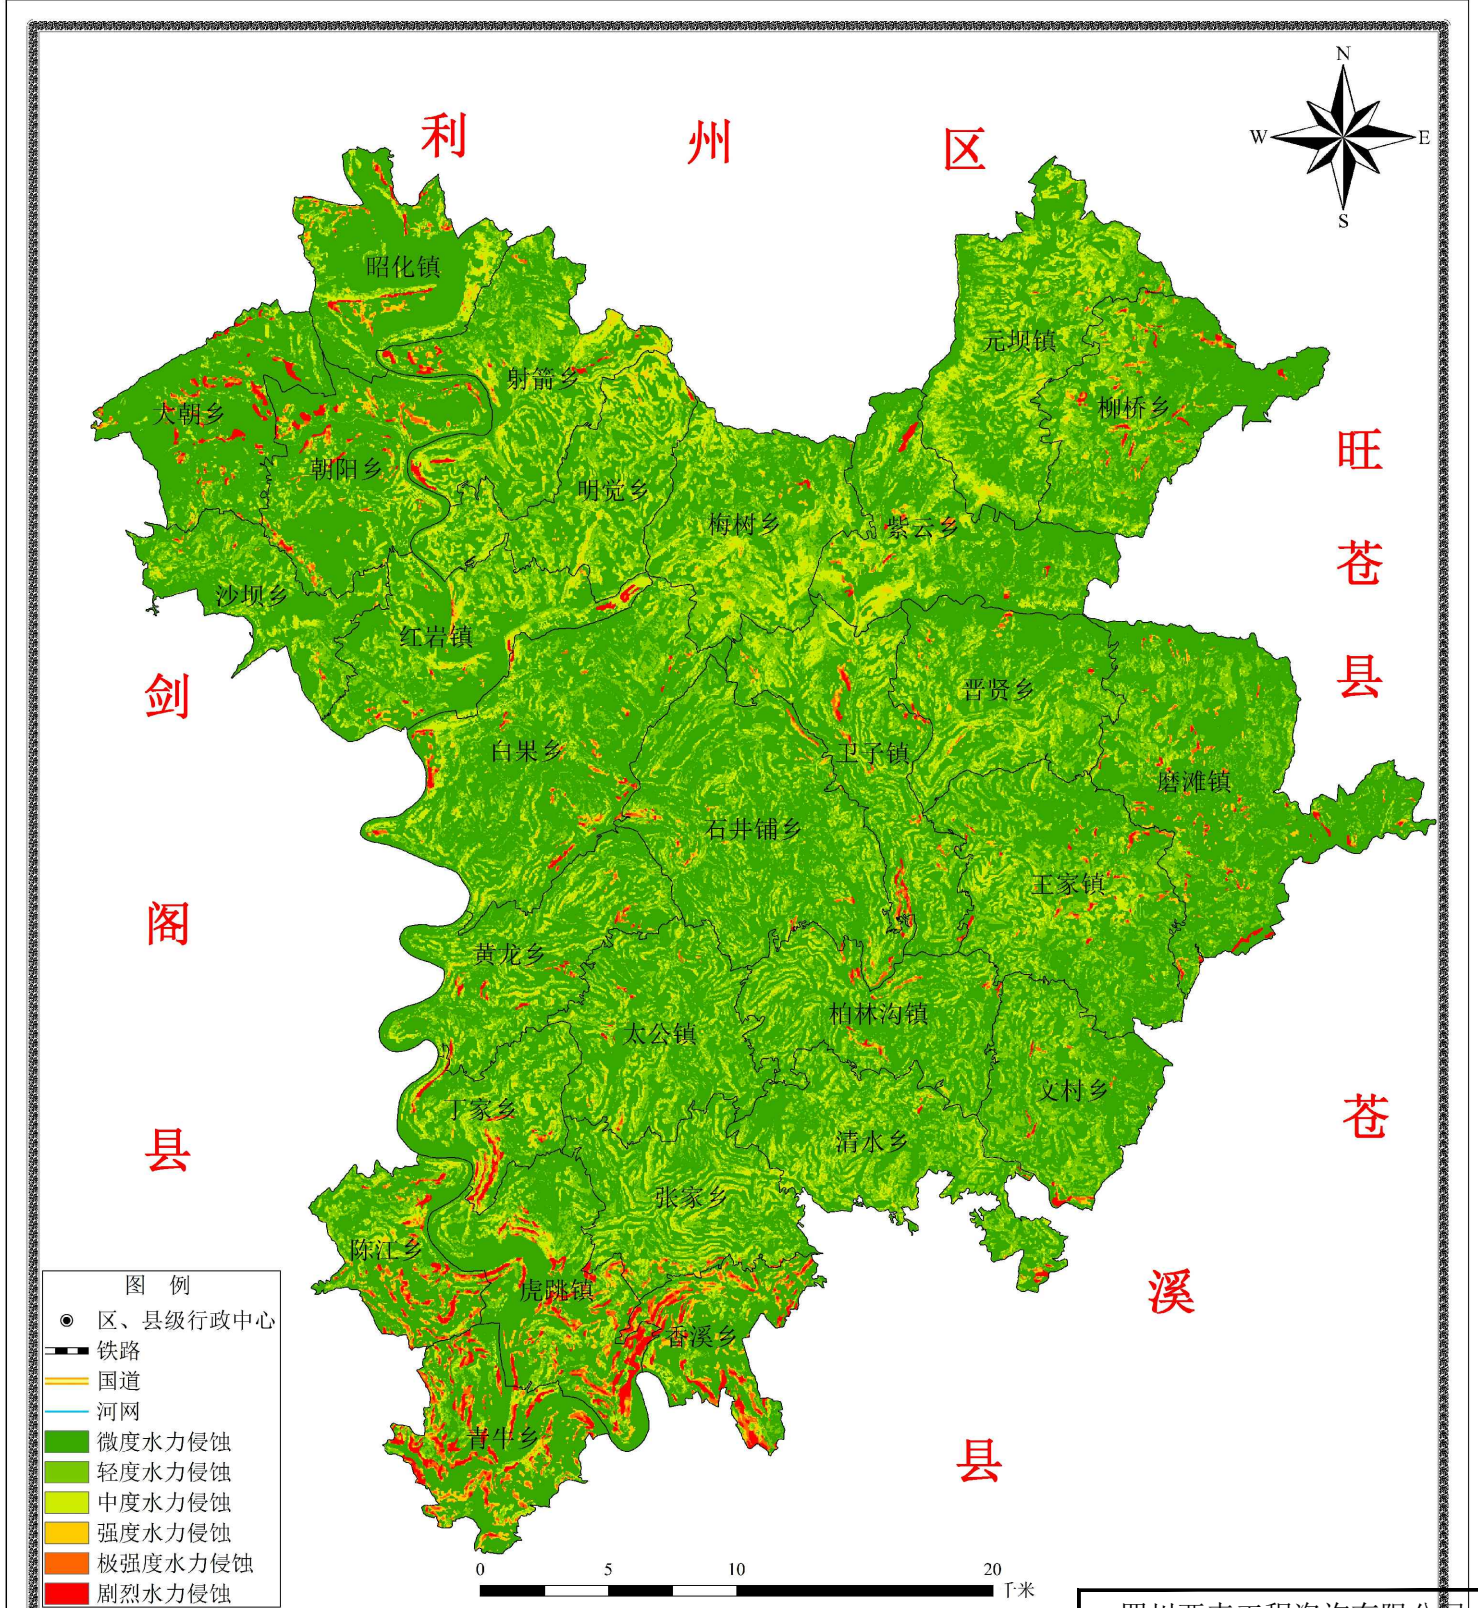 N
W
E
S
利
州
区
旺
苍
县
剑
阁
县
苍
溪
县
昭化镇
元坝镇
射箭乡
大朝乡
柳桥乡
朝阳乡
明觉乡
梅树乡
紫云乡
沙坝乡
红岩镇
晋贤乡
白果乡
卫子镇
磨滩镇
石井铺乡
王家镇
黄龙乡
柏林沟镇
太公镇
文村乡
丁家乡
清水乡
张家乡
陈江乡
虎跳镇
香溪乡
青牛乡
图 例
区、县级行政中心
铁路
国道
河网
微度水力侵蚀
轻度水力侵蚀
中度水力侵蚀
强度水力侵蚀
极强度水力侵蚀
剧烈水力侵蚀
0 5 10 20
千米